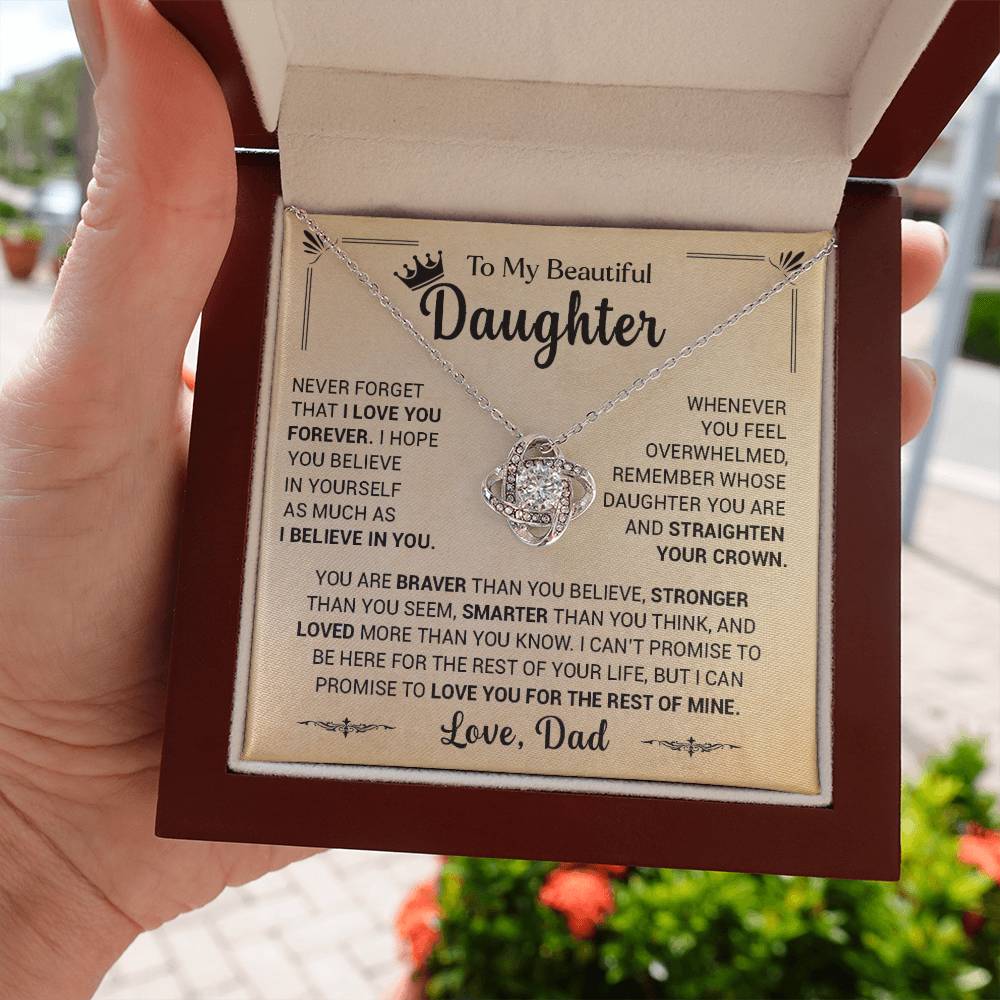 To My Beautiful
Daughter
NEVER FORGET
THAT I LOVE YOU
FOREVER. I HOPE
YOU BELIEVE
IN YOURSELF
AS MUCH AS
I BELIEVE IN YOU.
WHENEVER
YOU FEEL
OVERWHELMED,
REMEMBER WHOSE
DAUGHTER YOU ARE
AND STRAIGHTEN
YOUR CROWN.
YOU ARE BRAVER THAN YOU BELIEVE, STRONGER
THAN YOU SEEM, SMARTER THAN YOU THINK, AND
LOVED MORE THAN YOU KNOW. I CAN'T PROMISE TO
BE HERE FOR THE REST OF YOUR LIFE, BUT I CAN
PROMISE TO LOVE YOU FOR THE REST OF MINE.
Love, Dad